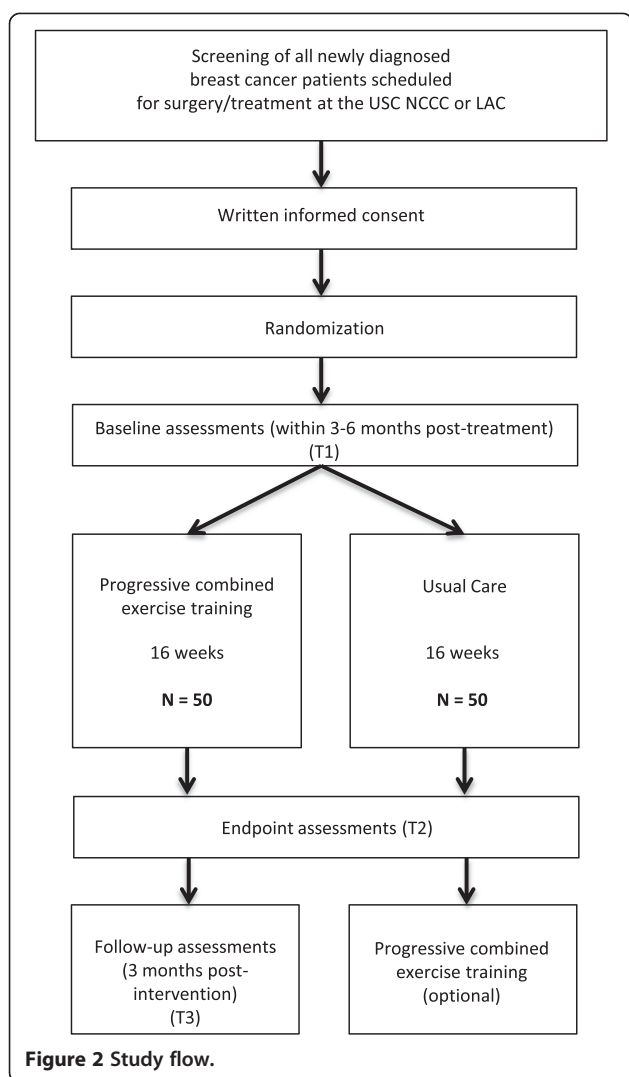 Screening of all newly diagnosed
breast cancer patients scheduled
for surgery/treatment at the USC NCCC or LAC
Written informed consent
Randomization
Baseline assessments (within 3-6 months post-treatment)
(T1)
Progressive combined
exercise training
16 weeks
N = 50
Usual Care
16 weeks
N = 50
Endpoint assessments (T2)
Follow-up assessments
(3 months post-
intervention)
(T3)
Progressive combined
exercise training
(optional)
Figure 2 Study flow.